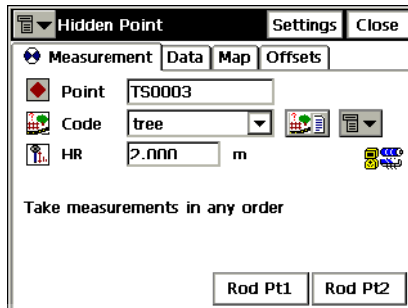 Hidden Point Settings Close
Measurement Data Map Offsets
Point TS0003
Code tree
HR 2.000 m
Take measurements in any order
Rod Pt1 Rod Pt2